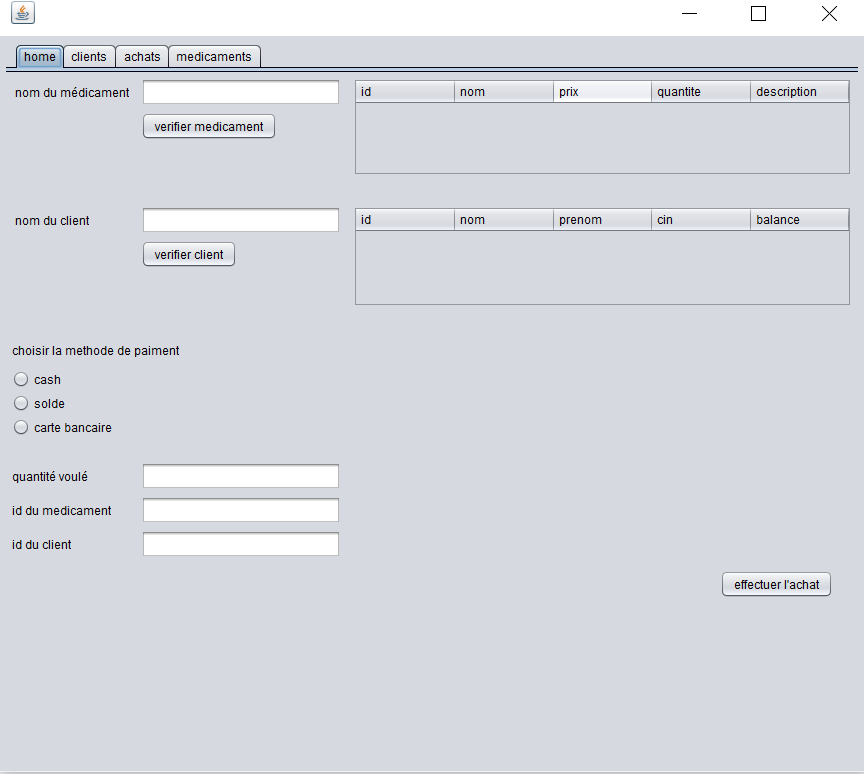 home clients achats medicaments
nom du médicament
id nom prix quantite description
verifier medicament
nom du client
id nom prenom cin balance
verifier client
choisir la methode de paiment
cash
solde
carte bancaire
quantité voulé
id du medicament
id du client
effectuer l'achat